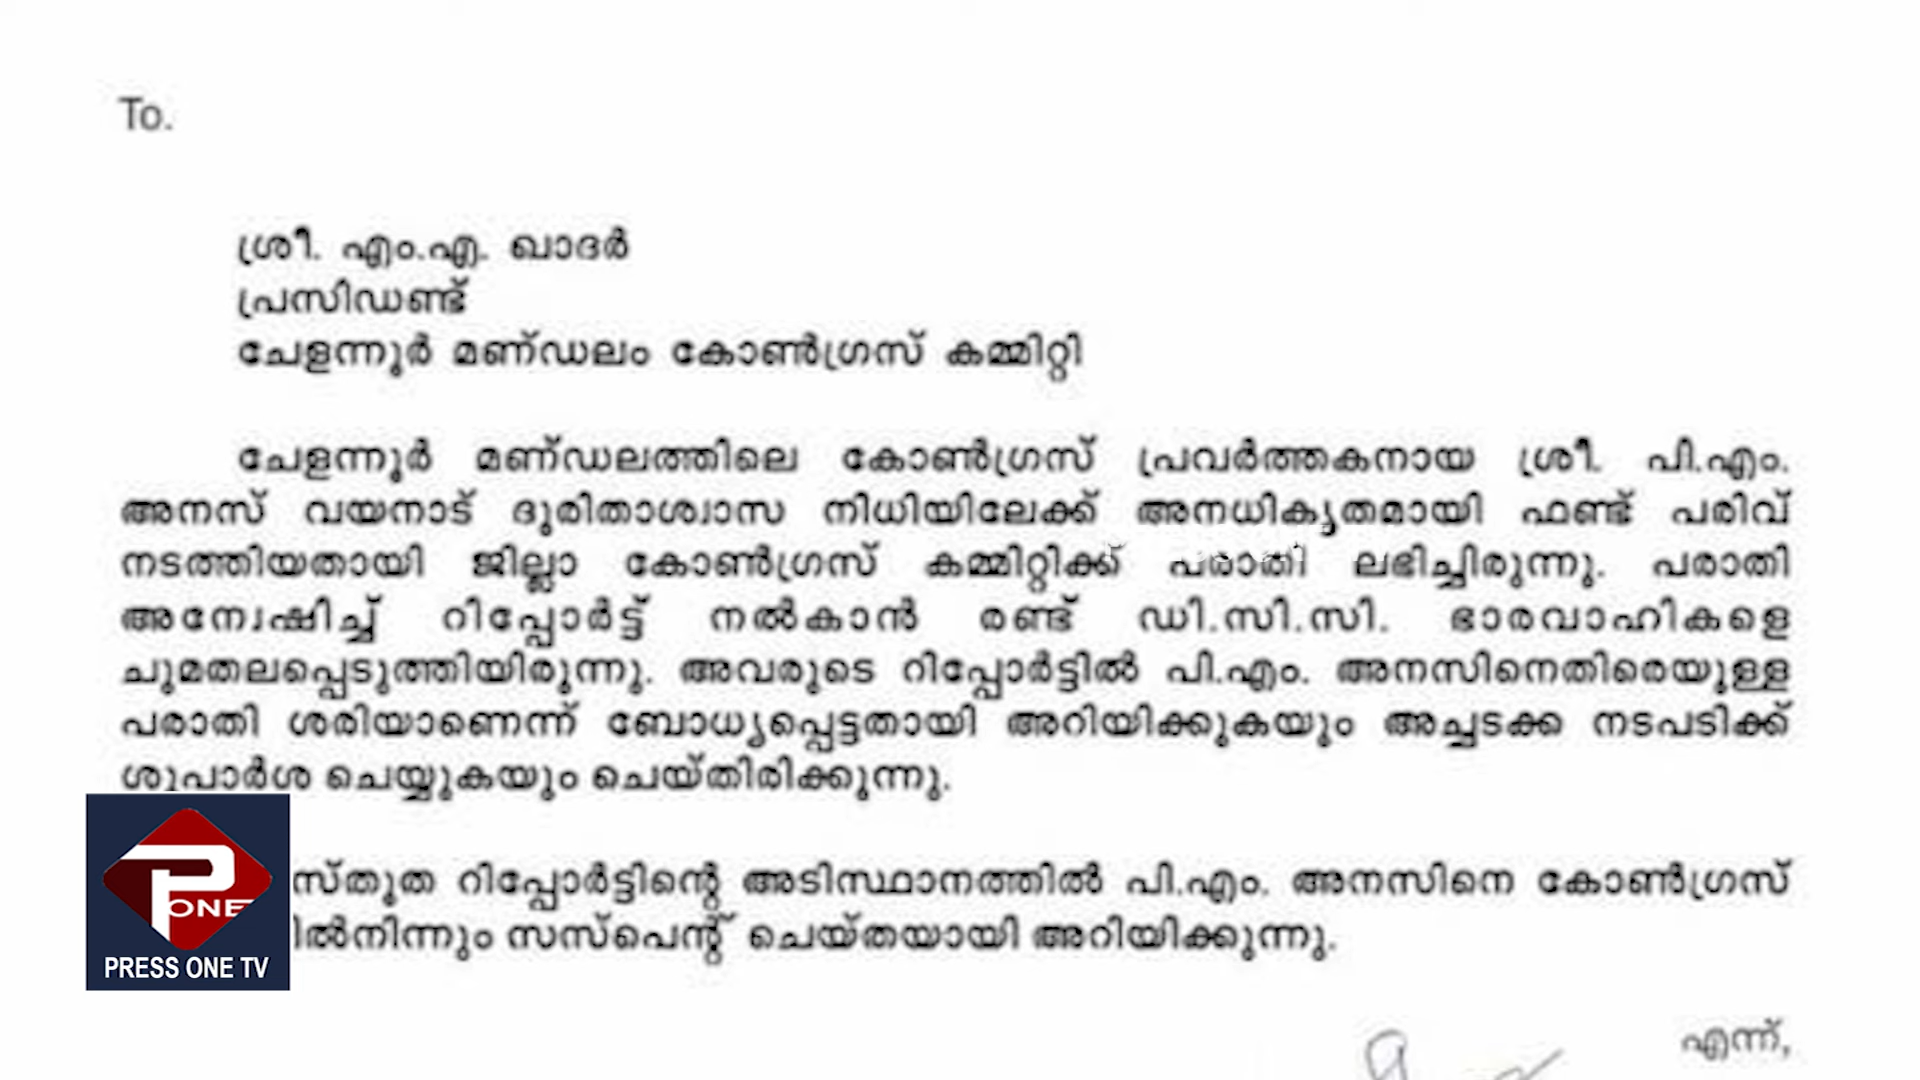 To.
ശ്രീ. എം.എ. ഖാദർ
പ്രസിഡണ്ട്
ചേളന്നൂർ മണ്ഡലം കോൺഗ്രസ് കമ്മിറ്റി
ചേളന്നൂർ മണ്ഡലത്തിലെ കോൺഗ്രസ് പ്രവർത്തകനായ ശ്രീ. പി.എം.
അനസ് വയനാട് ദുരിതാശ്വാസ നിധിയിലേക്ക് അനധികൃതമായി ഫണ്ട് പരിവ്
നടത്തിയതായി ജില്ലാ കോൺഗ്രസ് കമ്മിറ്റിക്ക് പരാതി ലഭിച്ചിരുന്നു. പരാതി
അന്വേഷിച്ച് റിപ്പോർട്ട് നൽകാൻ രണ്ട് ഡി.സി.സി. ഭാരവാഹികളെ
ചുമതലപ്പെടുത്തിയിരുന്നു. അവരുടെ റിപ്പോർട്ടിൽ പി.എം. അനസിനെതിരെയുള്ള
പരാതി ശരിയാണെന്ന് ബോധ്യപ്പെട്ടതായി അറിയിക്കുകയും അച്ചടക്ക നടപടിക്ക്
ശുപാർശ ചെയ്യുകയും ചെയ്തിരിക്കുന്നു.
സ്തുത റിപ്പോർട്ടിന്റെ അടിസ്ഥാനത്തിൽ പി.എം. അനസിനെ കോൺഗ്രസ്
ിൽനിന്നും സസ്പെന്റ് ചെയ്തയായി അറിയിക്കുന്നു.
എന്ന്,
P ONE
PRESS ONE TV